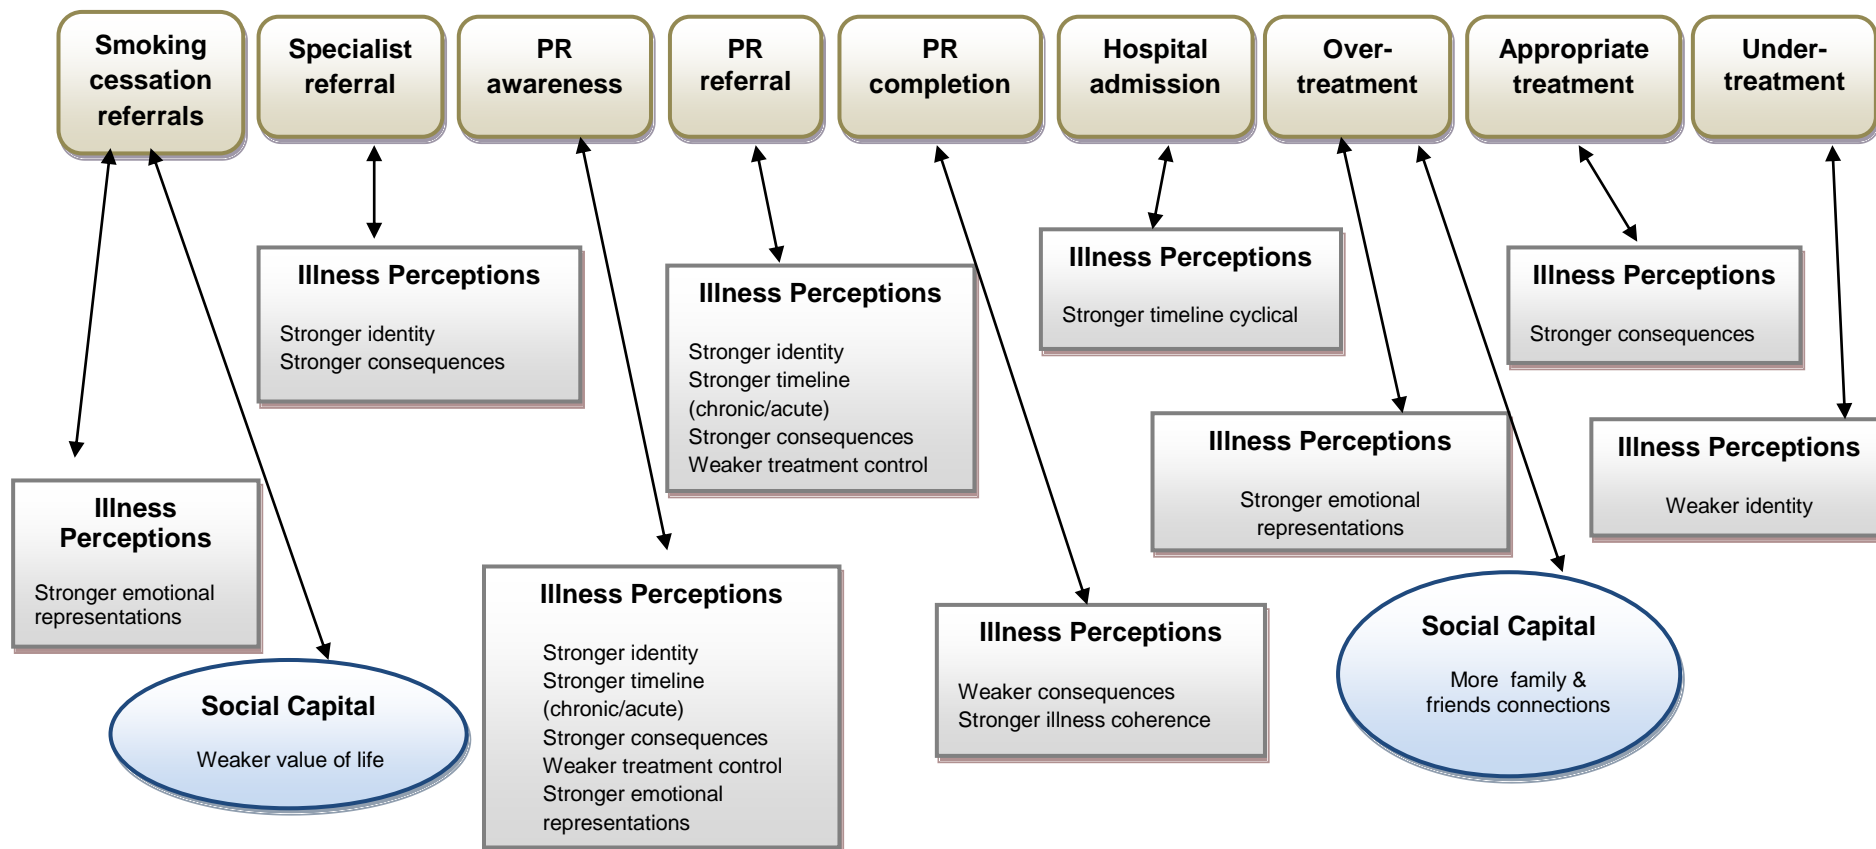 Smoking
cessation
referrals
Specialist
referral
PR
awareness
PR
referral
PR
completion
Hospital
admission
Over-
treatment
Appropriate
treatment
Under-
treatment
Illness Perceptions
Stronger identity
Stronger consequences
Illness Perceptions
Stronger identity
Stronger timeline
(chronic/acute)
Stronger consequences
Weaker treatment control
Illness Perceptions
Stronger timeline cyclical
Illness Perceptions
Stronger consequences
Illness Perceptions
Stronger emotional
representations
Illness Perceptions
Weaker identity
Illness
Perceptions
Stronger emotional
representations
Social Capital
Weaker value of life
Illness Perceptions
Stronger identity
Stronger timeline
(chronic/acute)
Stronger consequences
Weaker treatment control
Stronger emotional
representations
Illness Perceptions
Weaker consequences
Stronger illness coherence
Social Capital
More family &
friends connections